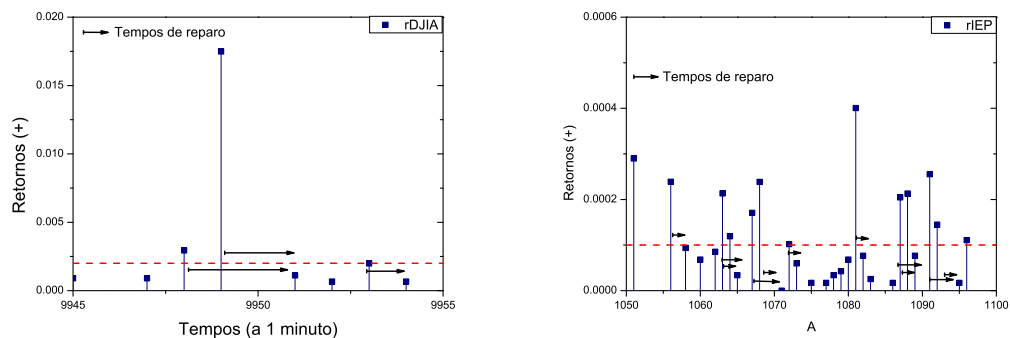 rDJIA
Tempos de reparo
Retornos (+)
0.020
0.015
0.010
0.005
0.000
9945
9950
9955
Tempos (a 1 minuto)
rIEP
Tempos de reparo
Retornos (+)
0.0006
0.0004
0.0002
0.0000
1050
1060
1070
1080
1090
1100
A